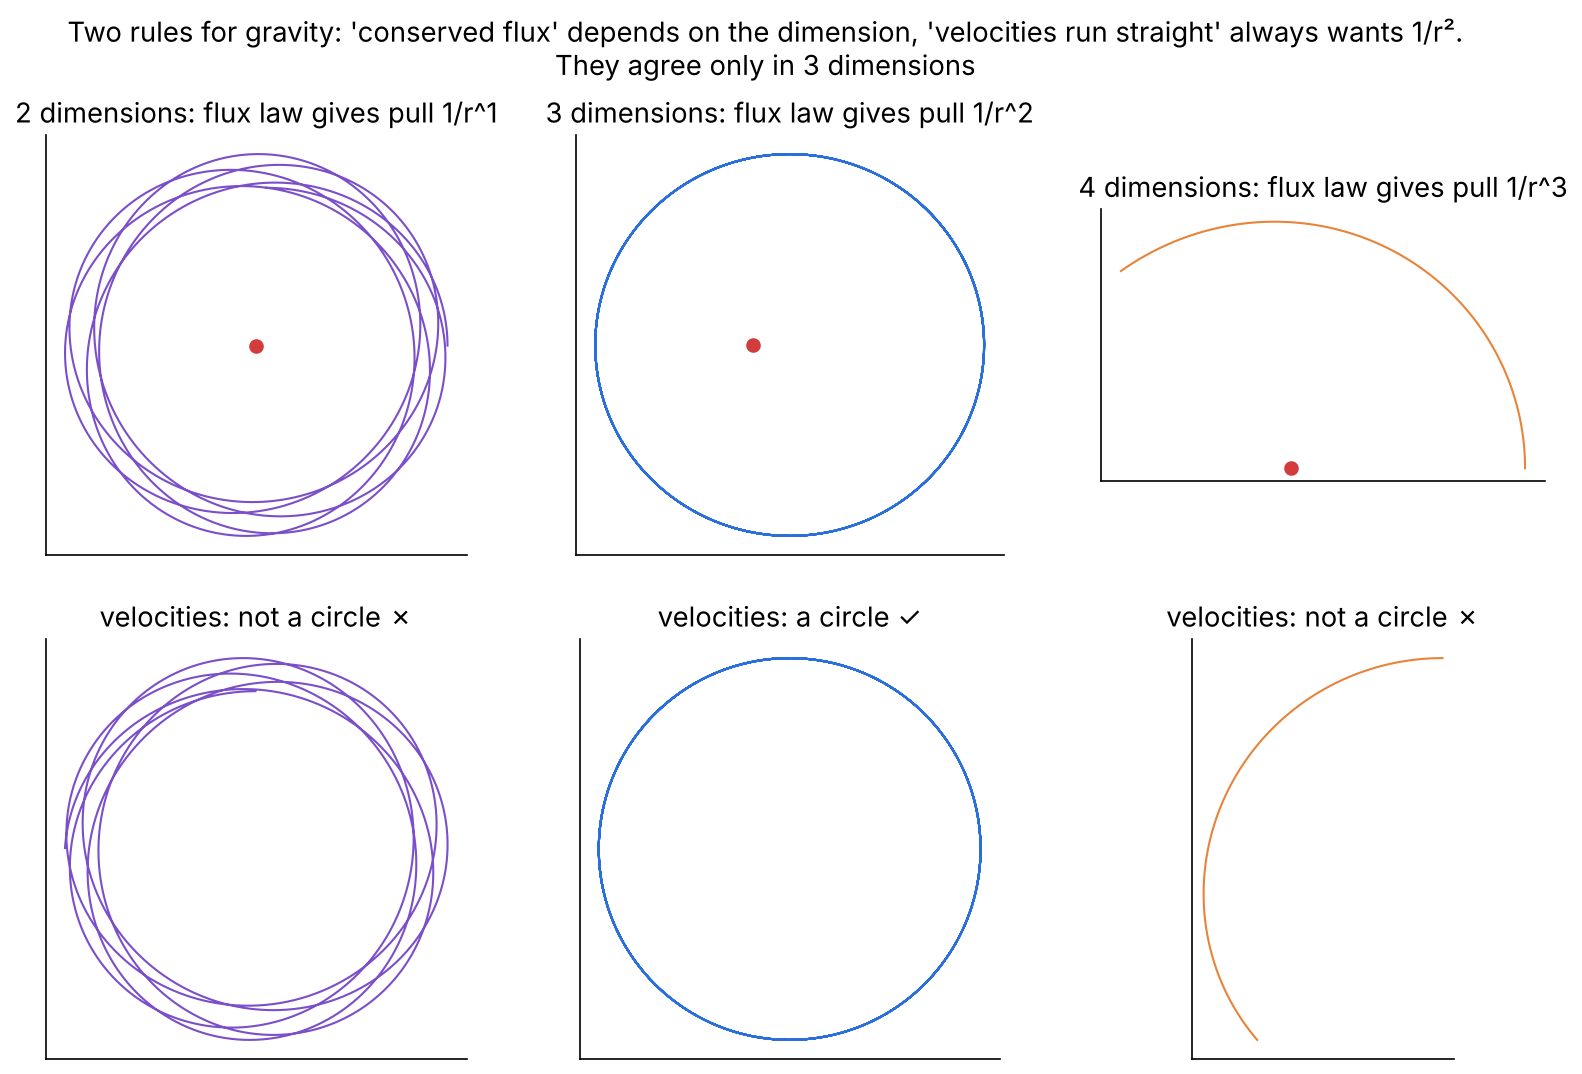 Two rules for gravity: 'conserved flux' depends on the dimension, 'velocities run straight' always wants 1/r².
They agree only in 3 dimensions
2 dimensions: flux law gives pull 1/r^1
3 dimensions: flux law gives pull 1/r^2
4 dimensions: flux law gives pull 1/r^3
velocities: not a circle ×
velocities: a circle ✓
velocities: not a circle ×